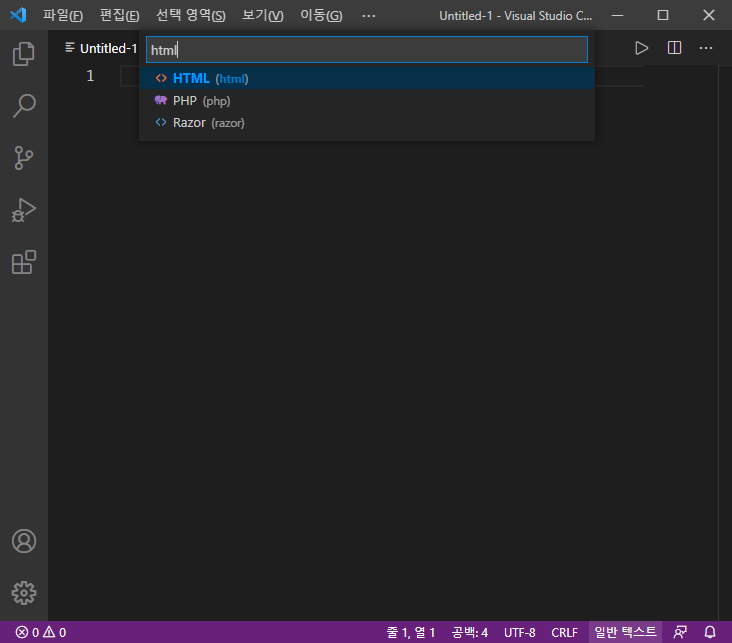 파일(F) 편집(E) 선택 영역(S) 보기(V) 이동(G) ··· Untitled-1 - Visual Studio C...
Untitled-1
html
1
HTML (html)
PHP (php)
Razor (razor)
0 0 줄 1, 열 1 공백: 4 UTF-8 CRLF 일반 텍스트